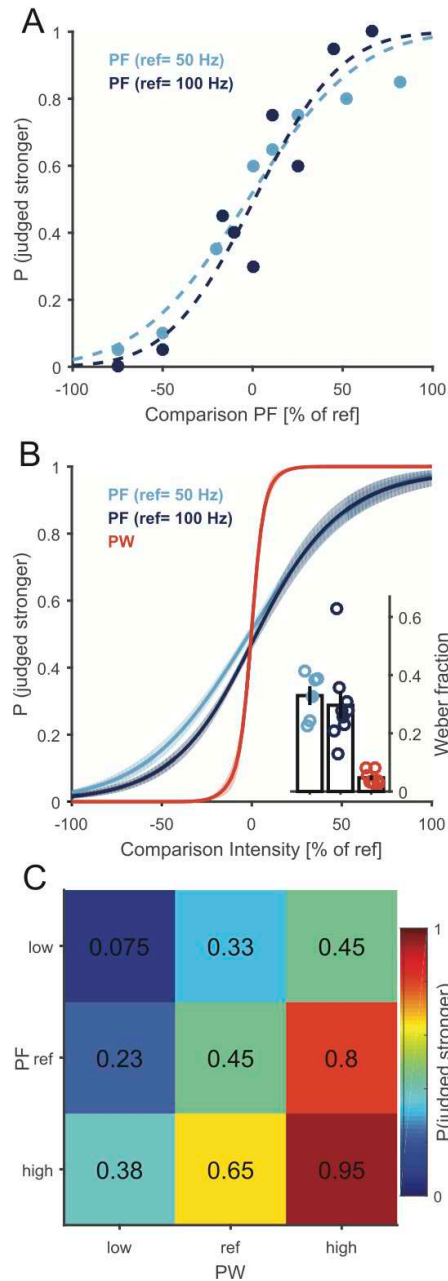 A
PF (ref= 50 Hz)
PF (ref= 100 Hz)
1
0.8
0.6
0.4
0.2
0
P (judged stronger)
-100 -50 0 50 100
Comparison PF [% of ref]
B
PF (ref= 50 Hz)
PF (ref= 100 Hz)
PW
1
0.8
0.6
0.4
0.2
0
P (judged stronger)
0.6
0.4
0.2
0
Weber fraction
-100 -50 0 50 100
Comparison Intensity [% of ref]
C
low 0.075 0.33 0.45
PF ref 0.23 0.45 0.8
high 0.38 0.65 0.95
low ref high
PW
1
0
P(judged stronger)